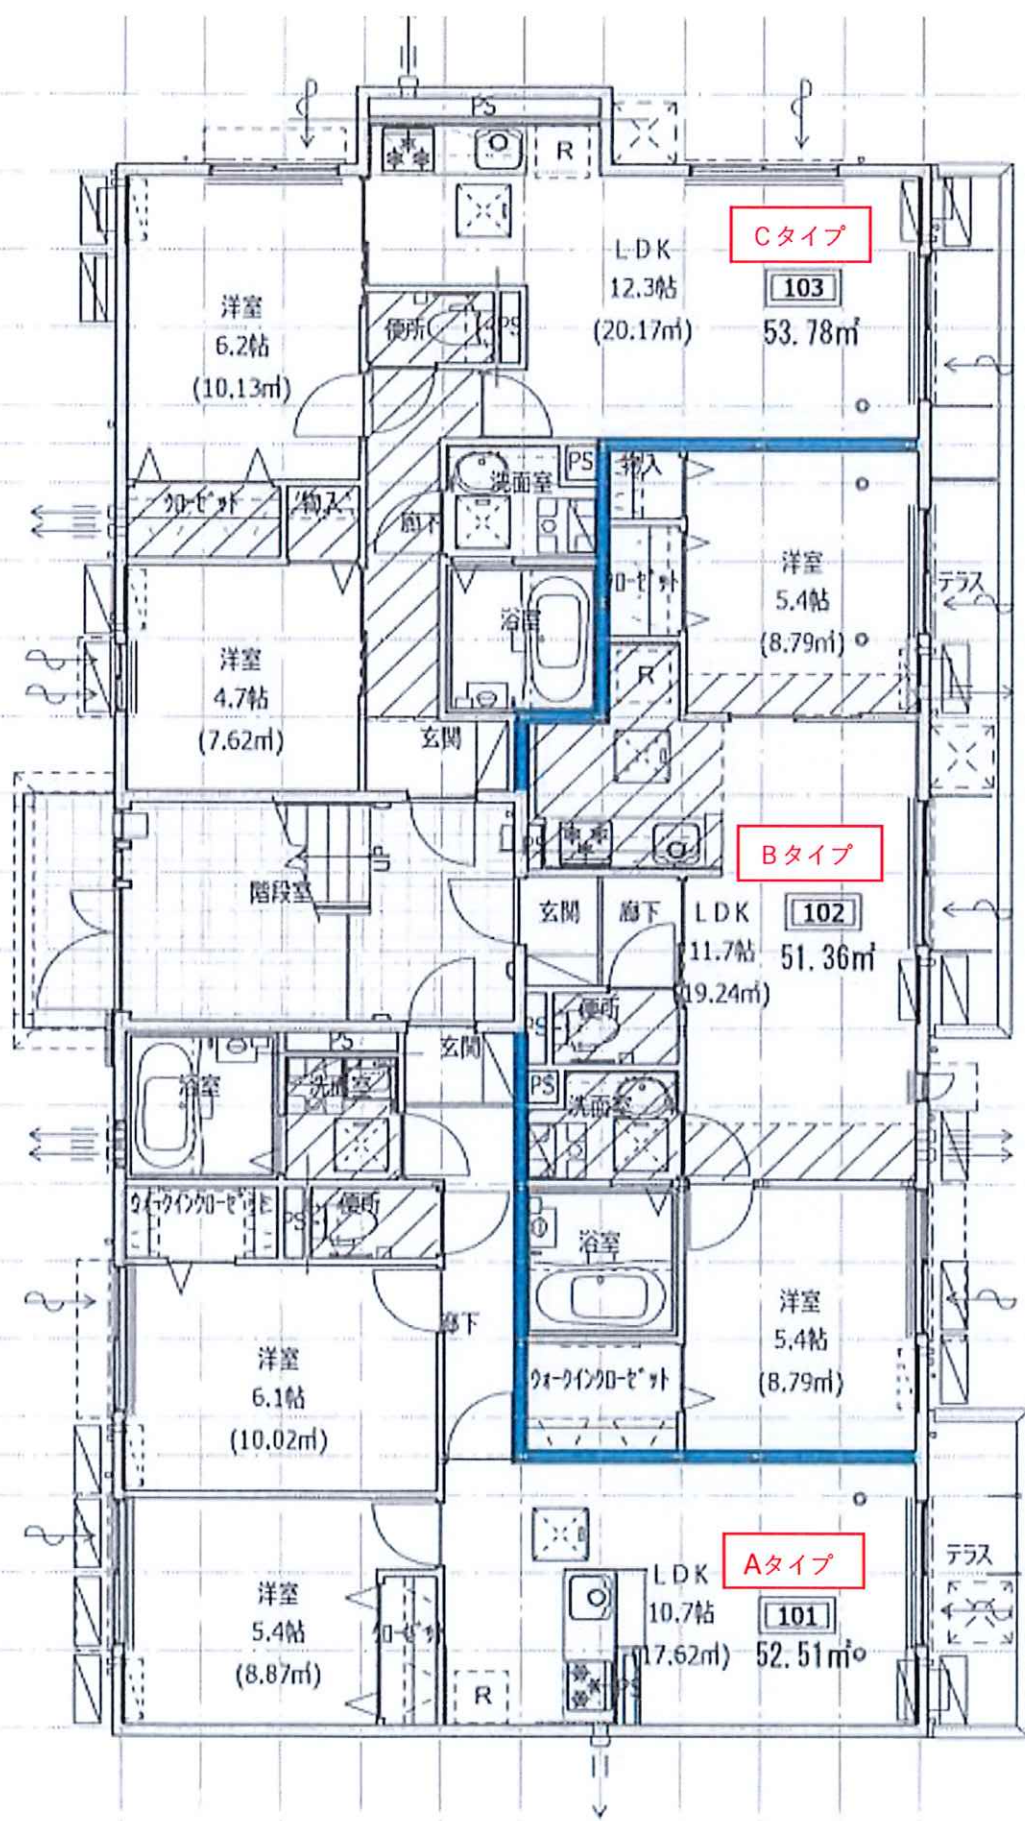 PS
R
Cタイプ
LDK
12.3帖
(20.17㎡)
103
53.78㎡
洋室
6.2帖
(10.13㎡)
便所
PS
クローゼット
物入
廊下
洗面室
PS
物入
クローゼット
洋室
5.4帖
(8.79㎡)
テラス
浴室
洋室
4.7帖
(7.62㎡)
玄関
R
PS
Bタイプ
階段室
UP
玄関
廊下
LDK
11.7帖
(19.24㎡)
102
51.36㎡
PS
便所
PS
玄関
浴室
洗面室
PS
洗面室
ウォークインクローゼット
PS
便所
浴室
洋室
5.4帖
(8.79㎡)
廊下
洋室
6.1帖
(10.02㎡)
ウォークインクローゼット
Aタイプ
LDK
10.7帖
(17.62㎡)
101
52.51㎡
テラス
洋室
5.4帖
(8.87㎡)
クローゼット
R
PS